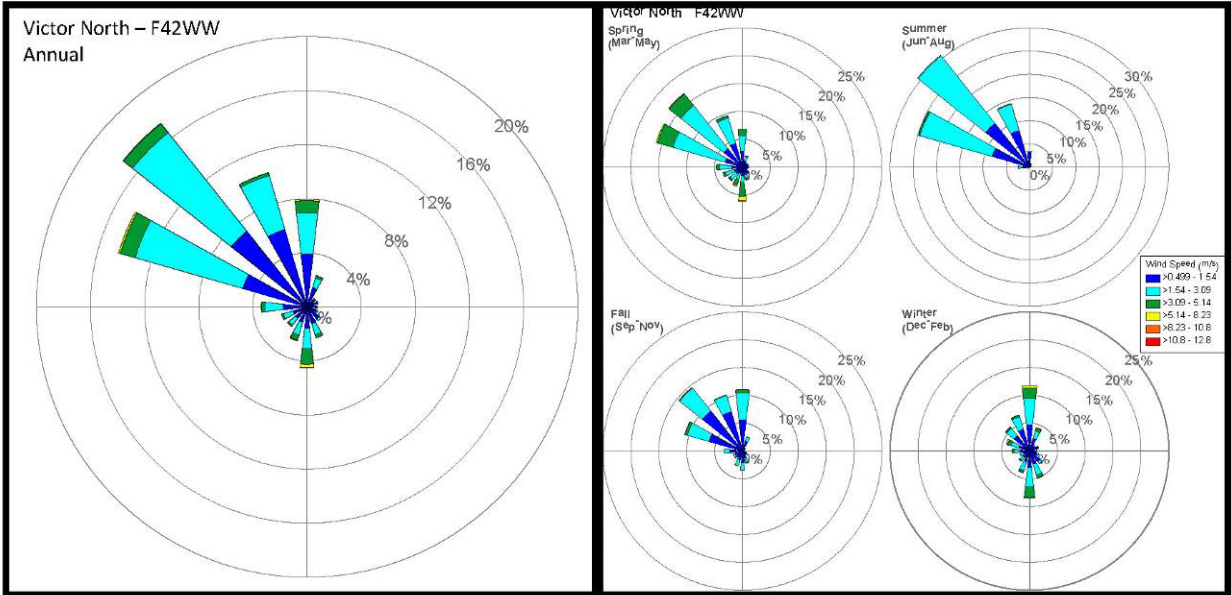 Victor North – F42WW
Annual
20%
16%
12%
8%
4%
%
Victor North F42WW
Spring
(Mar-May)
25%
20%
15%
10%
5%
%
Summer
(Jun-Aug)
30%
25%
20%
15%
10%
5%
0%
Wind Speed (m/s)
>0.499 - 1.54
>1.54 - 3.09
>3.09 - 5.14
>5.14 - 8.23
>8.23 - 10.8
>10.8 - 12.8
Fall
(Sep-Nov)
25%
20%
15%
10%
5%
%
Winter
(Dec-Feb)
25%
20%
15%
10%
5%
%